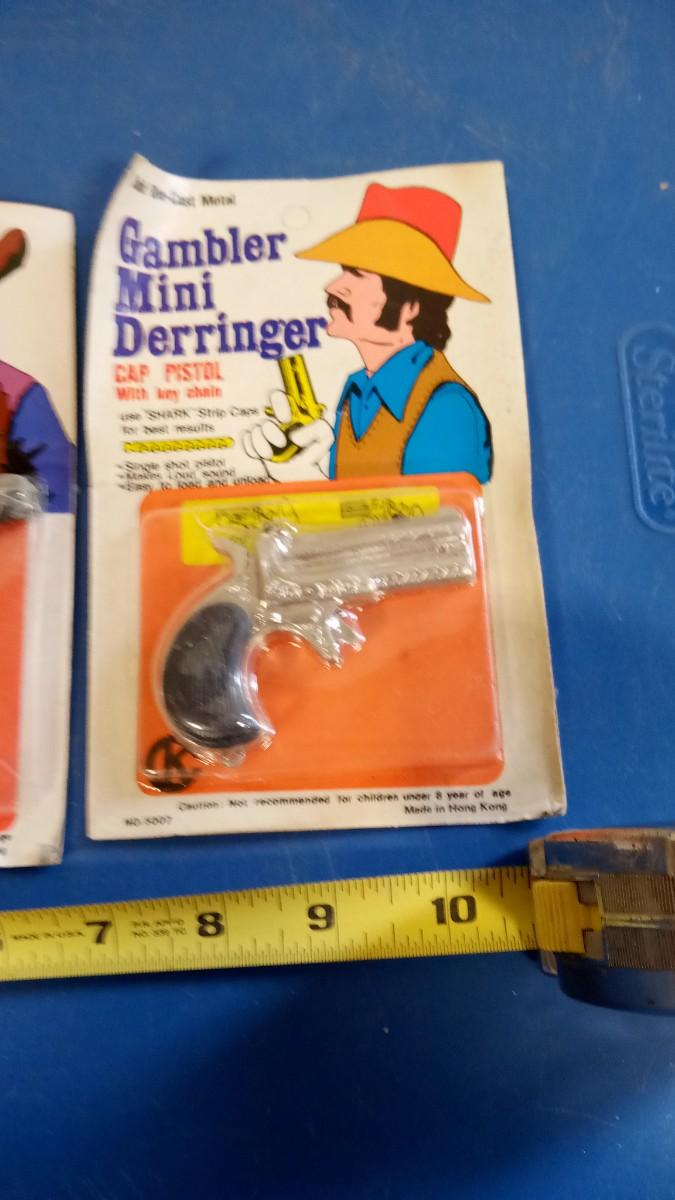 Die-Cast Metal
Gambler
Mini
Derringer
CAP PISTOL
With key chain
use "SHARK" Strip Caps
for best results
*Single shot pistol
*Makes Loud sound
*Easy to load and unload
K
Caution: Not recommended for children under 8 year of age
Made in Hong Kong
NO.5007
Sterilite
MADE IN U.S.A.
7 8 9 10